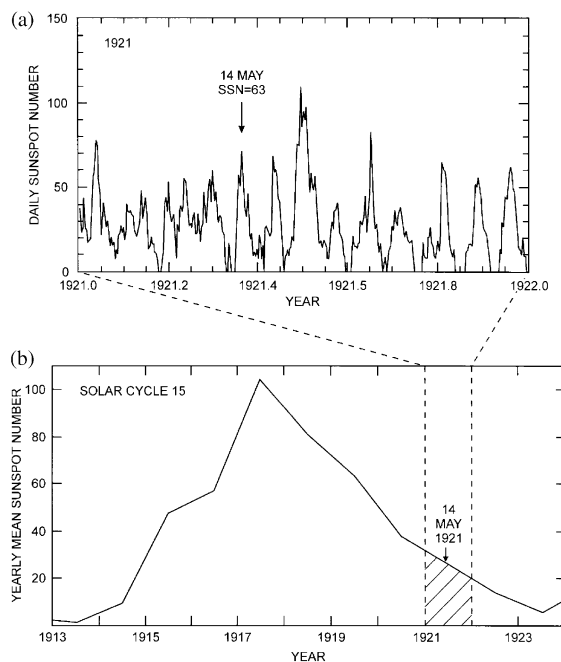 (a)
150
100
50
0
DAILY SUNSPOT NUMBER
1921
14 MAY
SSN=63
1921.0 1921.2 1921.4 1921.6 1921.8 1922.0
YEAR
(b)
100
80
60
40
20
YEARLY MEAN SUNSPOT NUMBER
SOLAR CYCLE 15
14
MAY
1921
1913 1915 1917 1919 1921 1923
YEAR